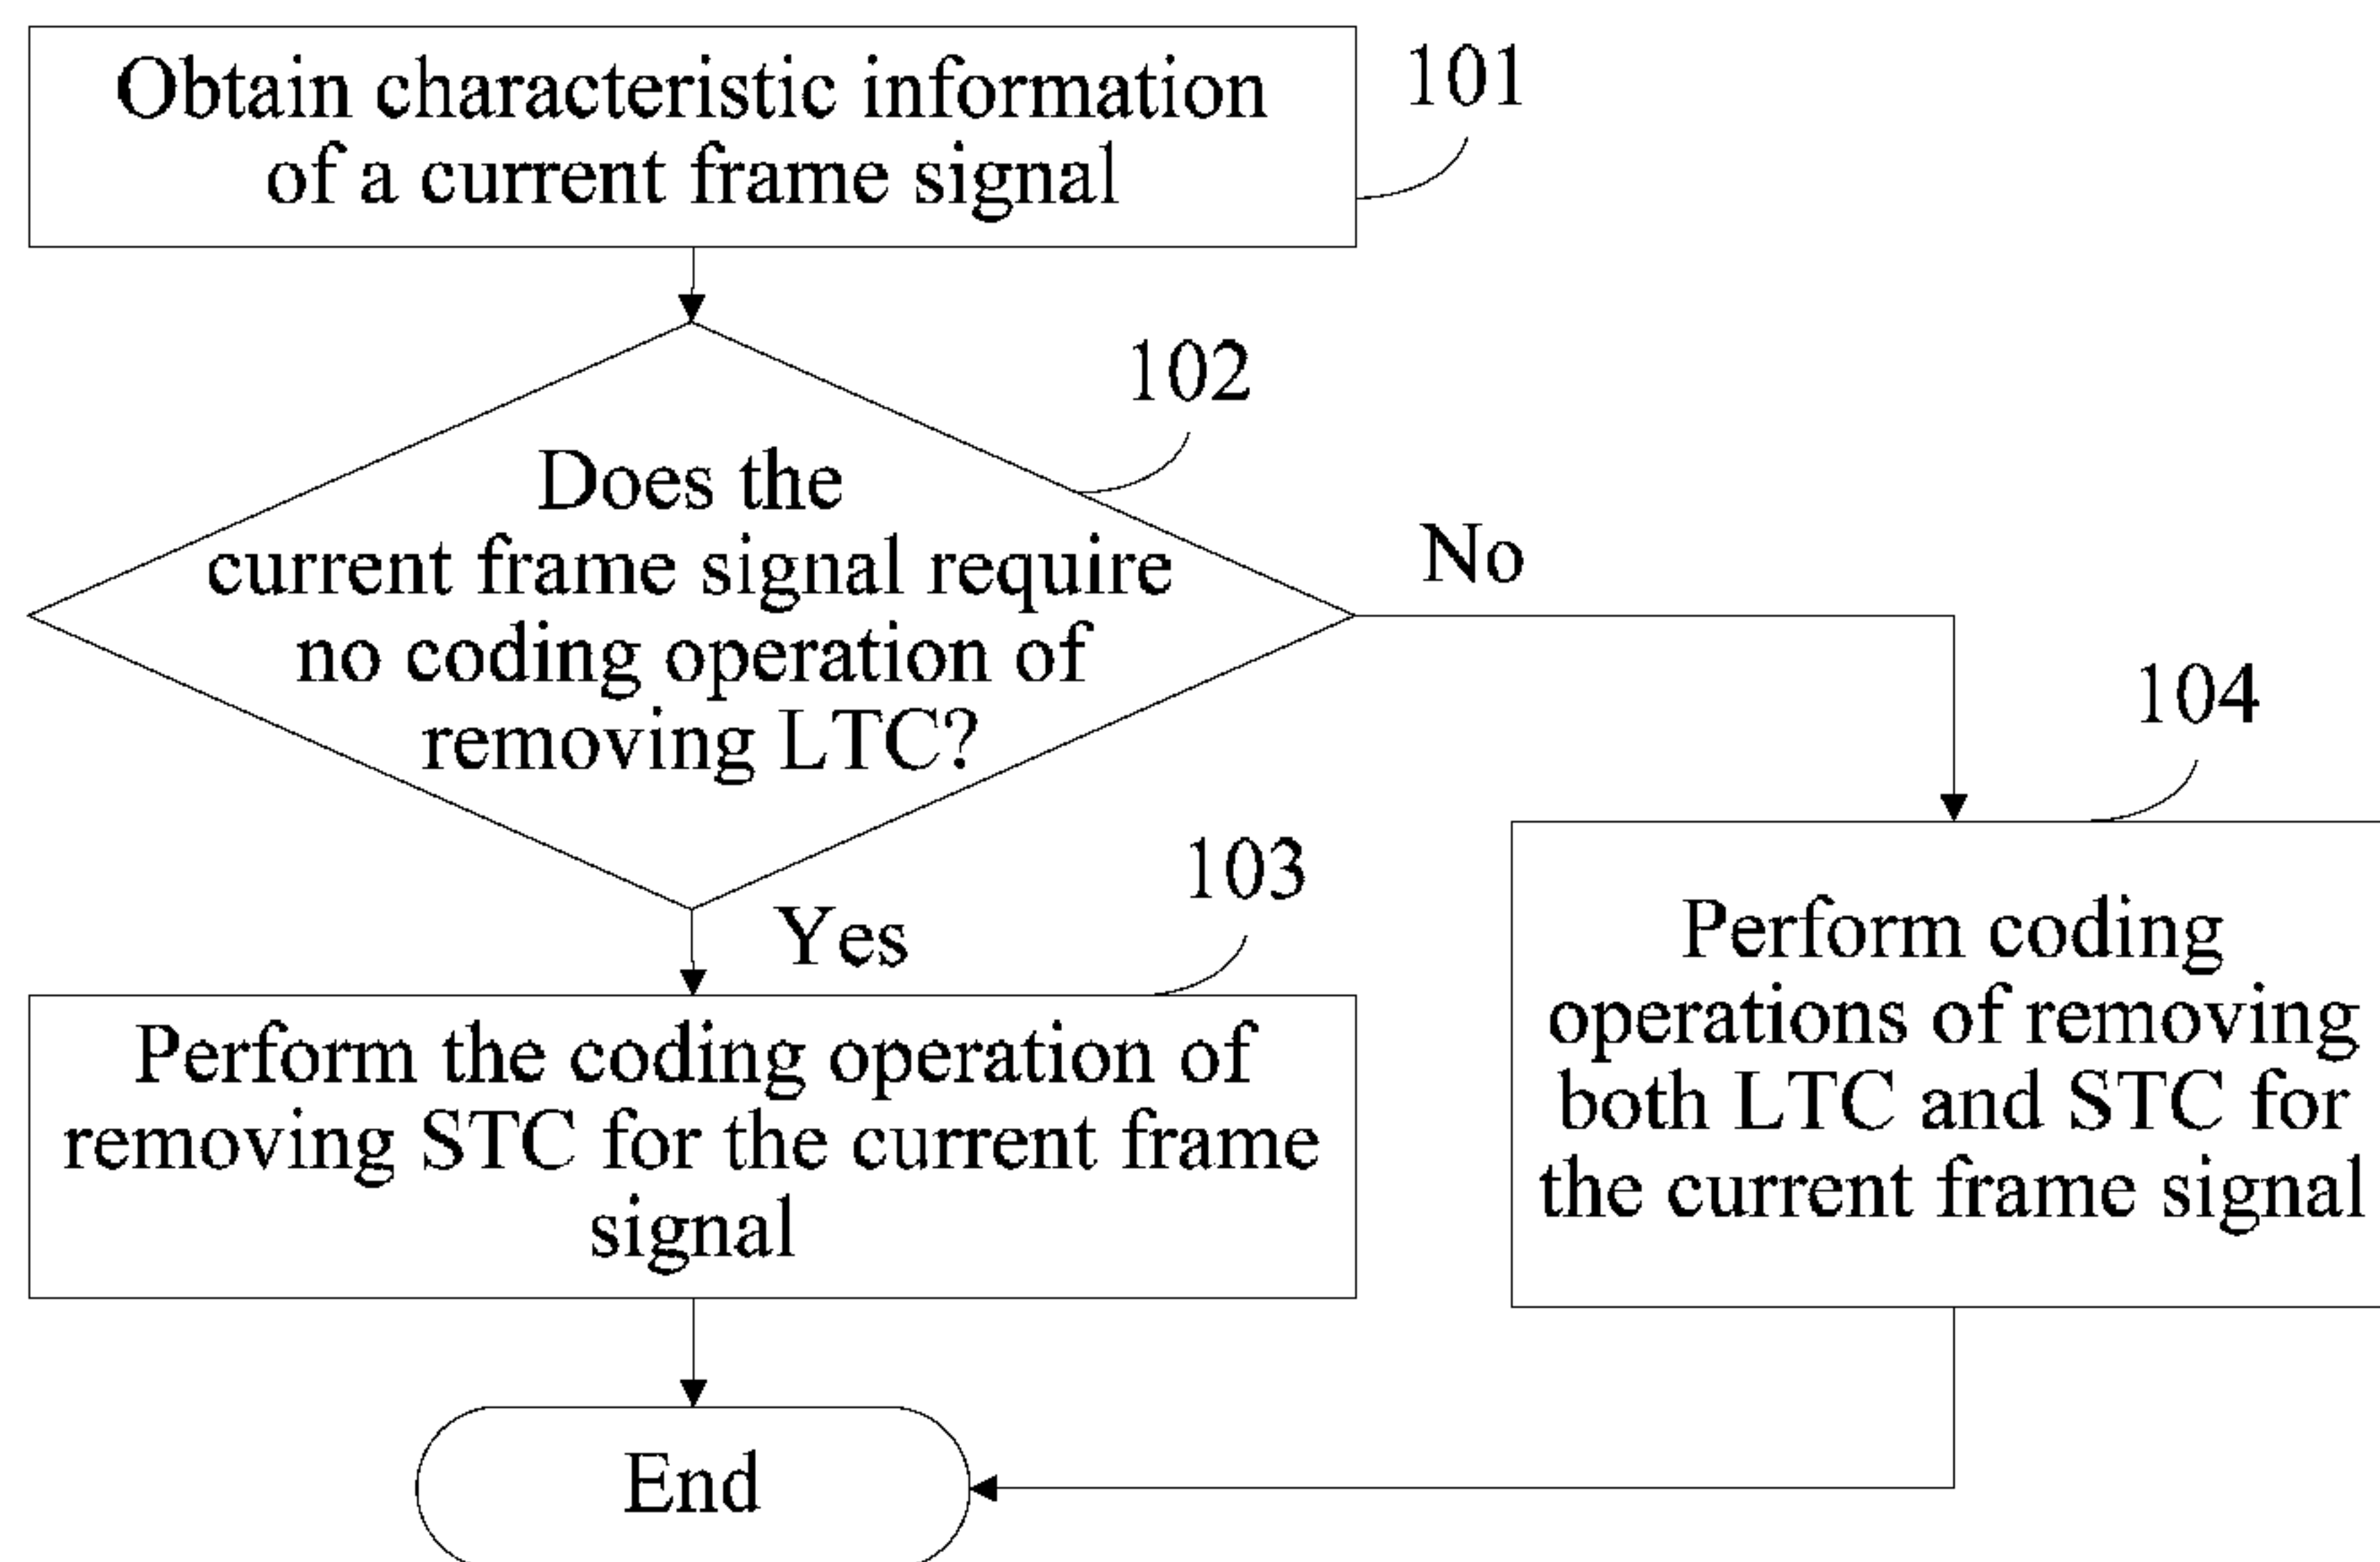 Obtain characteristic information
of a current frame signal
101
102
Does the
current frame signal require
no coding operation of
removing LTC?
No
Yes
103
Perform the coding operation of
removing STC for the current frame
signal
104
Perform coding
operations of removing
both LTC and STC for
the current frame signal
End